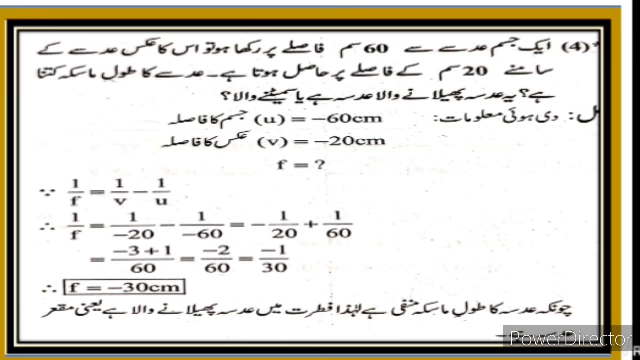 (4) ایک جسم عدسے سے 60 سم فاصلے پر رکھا ہو تو اس کا عکس عدسے کے
سامنے 20 سم کے فاصلے پر حاصل ہوتا ہے۔ عدسے کا طولِ ماسکہ کتنا
ہے؟ یہ عدسہ پھیلانے والا عدسہ ہے یا سمیٹنے والا؟
حل: دی ہوئی معلومات: جسم کا فاصلہ (u) = −60cm
عکس کا فاصلہ (v) = −20cm
f = ?
∵ 1/f = 1/v − 1/u
∴ 1/f = 1/−20 − 1/−60 = − 1/20 + 1/60
= −3+1/60 = −2/60 = −1/30
∴ f = −30cm
چونکہ عدسہ کا طولِ ماسکہ منفی ہے لہٰذا فطرت میں عدسہ پھیلانے والا ہے یعنی مقعر
PowerDirector